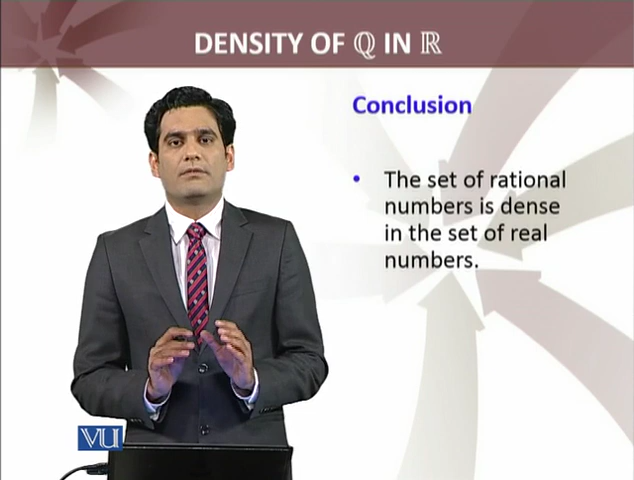 DENSITY OF ℚ IN ℝ
Conclusion
• The set of rational
numbers is dense
in the set of real
numbers.
VU